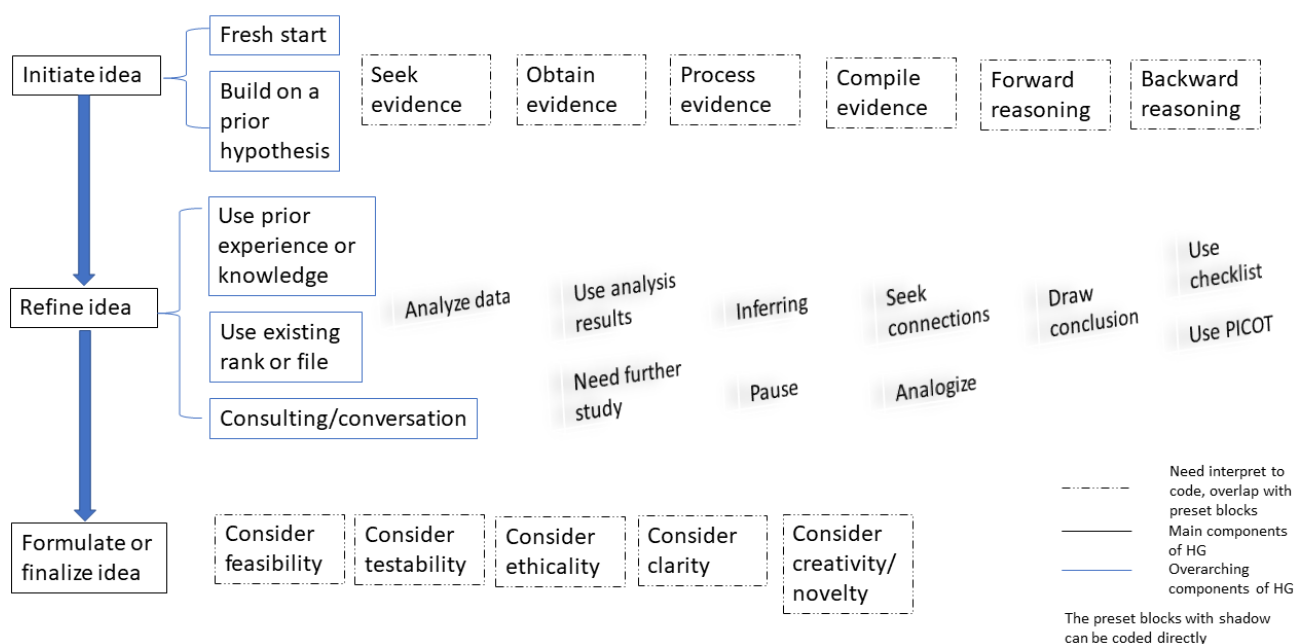 Initiate idea
Fresh start
Build on a
prior
hypothesis
Seek
evidence
Obtain
evidence
Process
evidence
Compile
evidence
Forward
reasoning
Backward
reasoning
Refine idea
Use prior
experience or
knowledge
Use existing
rank or file
Consulting/conversation
Analyze data
Use analysis
results
Need further
study
Inferring
Pause
Seek
connections
Analogize
Draw
conclusion
Use
checklist
Use PICOT
Formulate or
finalize idea
Consider
feasibility
Consider
testability
Consider
ethicality
Consider
clarity
Consider
creativity/
novelty
Need interpret to
code, overlap with
preset blocks
Main components
of HG
Overarching
components of HG
The preset blocks with shadow
can be coded directly